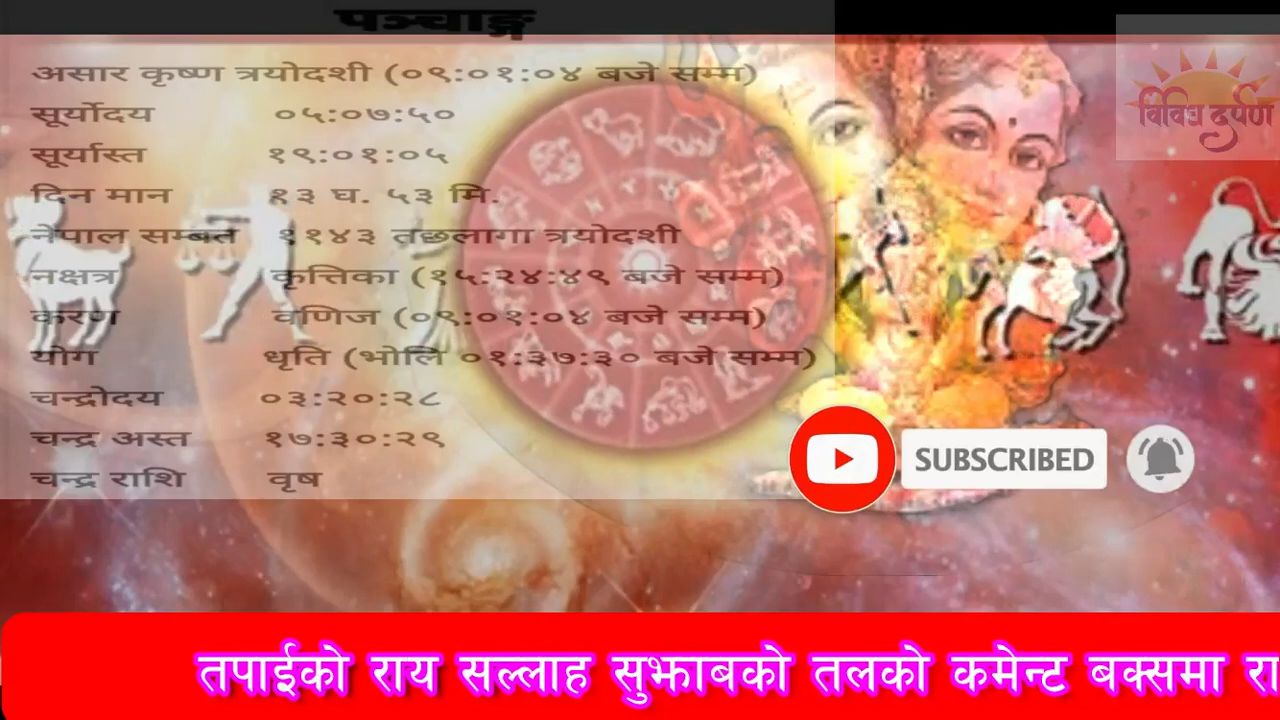 पञ्चाङ्ग
असार कृष्ण त्रयोदशी (०९:०१:०४ बजे सम्म)
सूर्योदय ०५:०७:५०
सूर्यास्त १९:०१:०५
दिन मान १३ घ. ५३ मि.
नेपाल सम्बत ११४३ तछलागा त्रयोदशी
नक्षत्र कृत्तिका (१५:२४:४९ बजे सम्म)
करण वणिज (०९:०१:०४ बजे सम्म)
योग धृति (भोलि ०१:३७:३० बजे सम्म)
चन्द्रोदय ०३:२०:२८
चन्द्र अस्त १७:३०:२९
चन्द्र राशि वृष
विविध दर्पण
SUBSCRIBED
तपाईको राय सल्लाह सुझाबको तलको कमेन्ट बक्समा रा